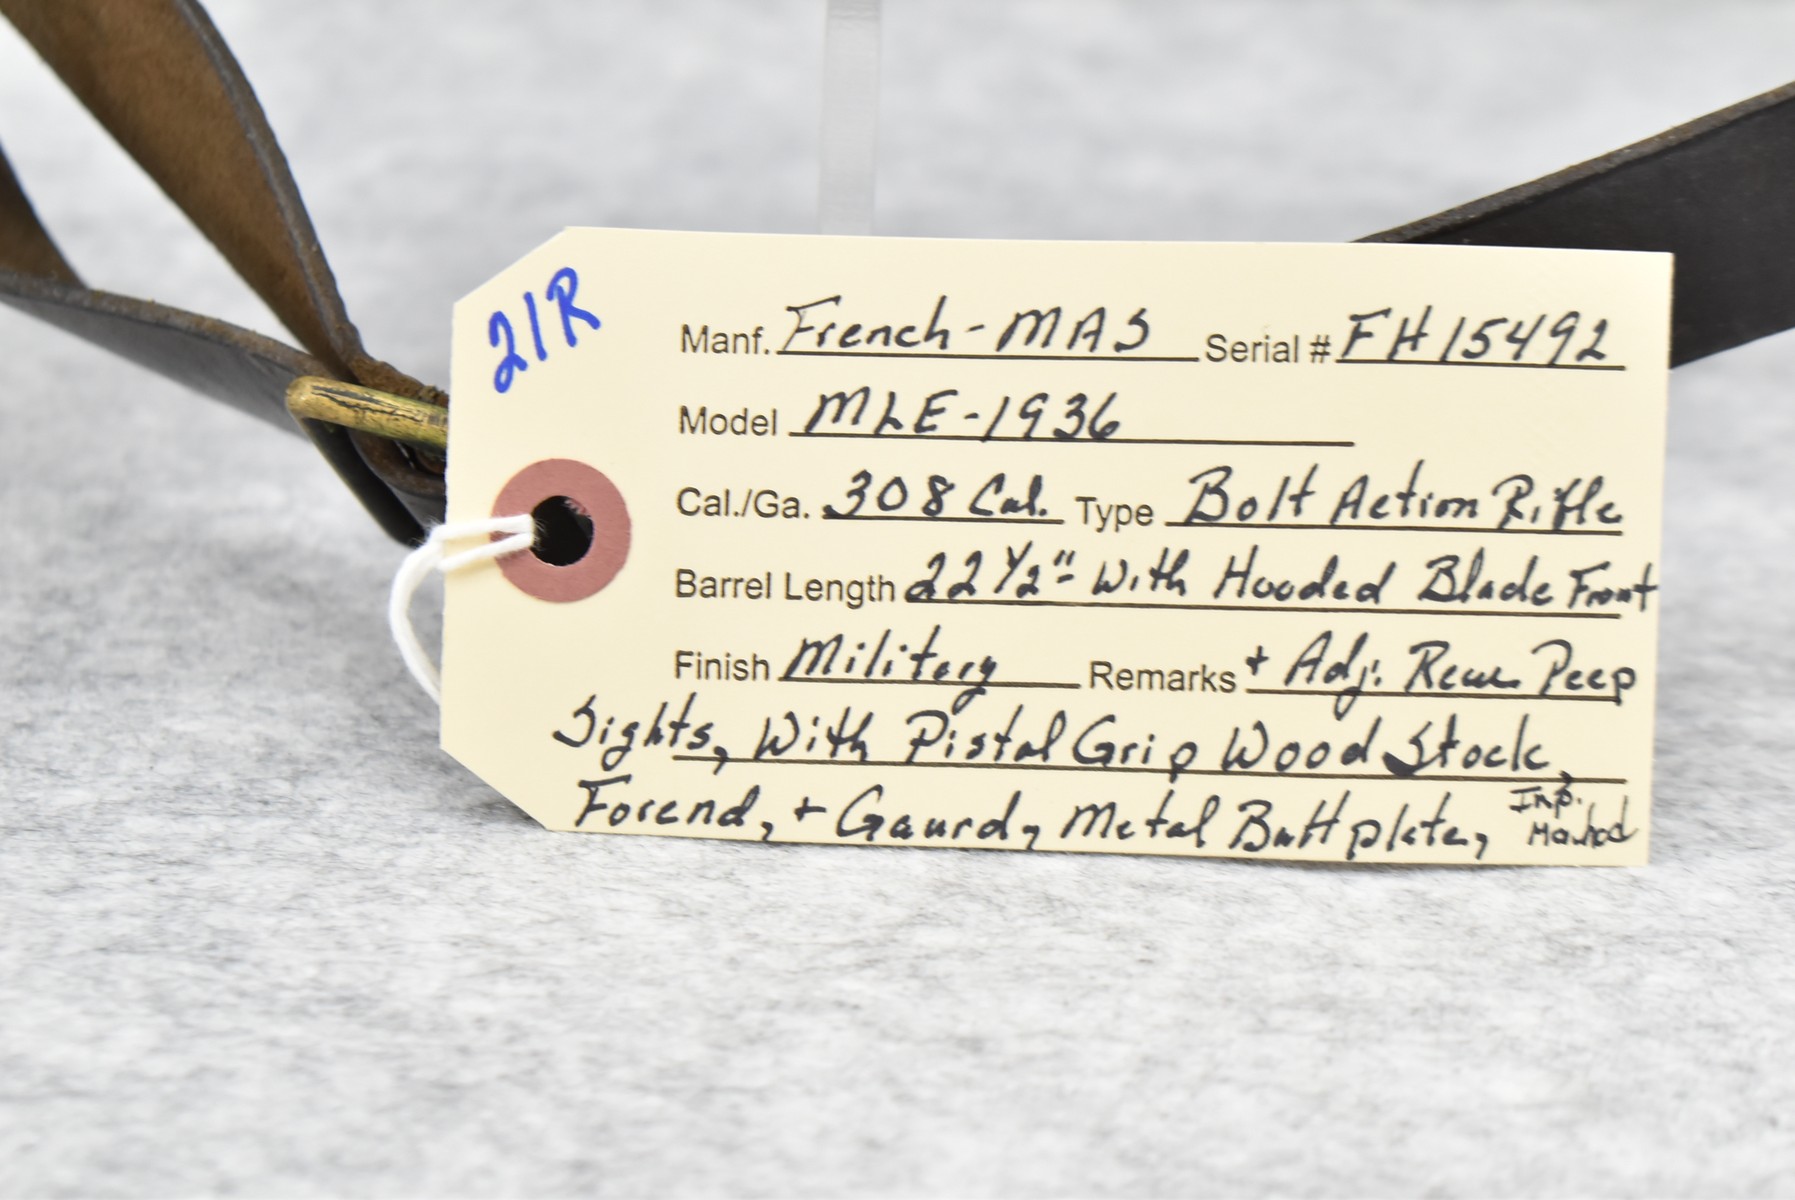 21R
Manf. French-MAS Serial # FH15492
Model MLE-1936
Cal./Ga. 308 Cal. Type Bolt Action Rifle
Barrel Length 22 1/2" With Hooded Blade Front
Finish Military Remarks + Adj. Rear Peep
Sights, With Pistol Grip Wood Stock,
Forend, + Gaurd, Metal Buttplate, Imp.
Marked